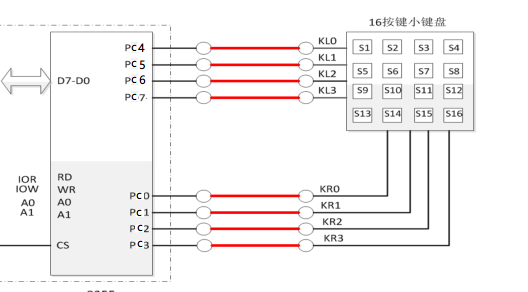 16按键小键盘
PC4 KL0
PC5 KL1
PC6 KL2
PC7 KL3
D7-D0
S1 S2 S3 S4
S5 S6 S7 S8
S9 S10 S11 S12
S13 S14 S15 S16
IOR RD
IOW WR
A0 A0
A1 A1
CS
PC0 KR0
PC1 KR1
PC2 KR2
PC3 KR3